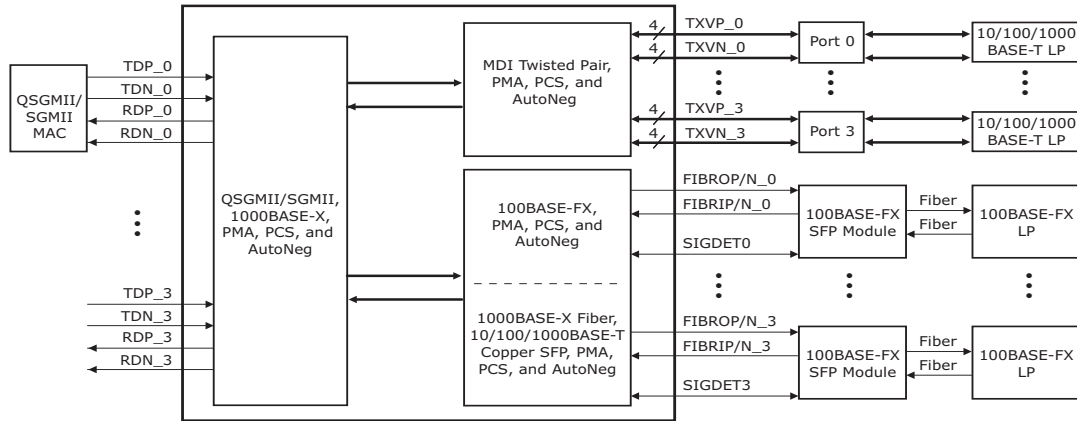 TDP_0
TDN_0
RDP_0
RDN_0
QSGMII/
SGMII
MAC
TDP_3
TDN_3
RDP_3
RDN_3
QSGMII/SGMII,
1000BASE-X,
PMA, PCS, and
AutoNeg
MDI Twisted Pair,
PMA, PCS, and
AutoNeg
100BASE-FX,
PMA, PCS, and
AutoNeg
1000BASE-X Fiber,
10/100/1000BASE-T
Copper SFP, PMA,
PCS, and AutoNeg
4 TXVP_0
4 TXVN_0
Port 0
10/100/1000
BASE-T LP
4 TXVP_3
4 TXVN_3
Port 3
10/100/1000
BASE-T LP
FIBROP/N_0
FIBRIP/N_0
SIGDET0
100BASE-FX
SFP Module
Fiber
Fiber
100BASE-FX
LP
FIBROP/N_3
FIBRIP/N_3
SIGDET3
100BASE-FX
SFP Module
Fiber
Fiber
100BASE-FX
LP